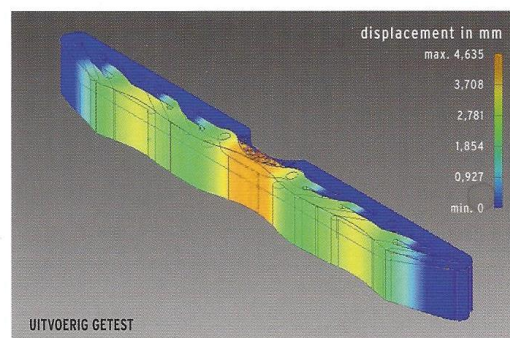 displacement in mm
max. 4,635
3,708
2,781
1,854
0,927
min. 0
UITVOERIG GETEST